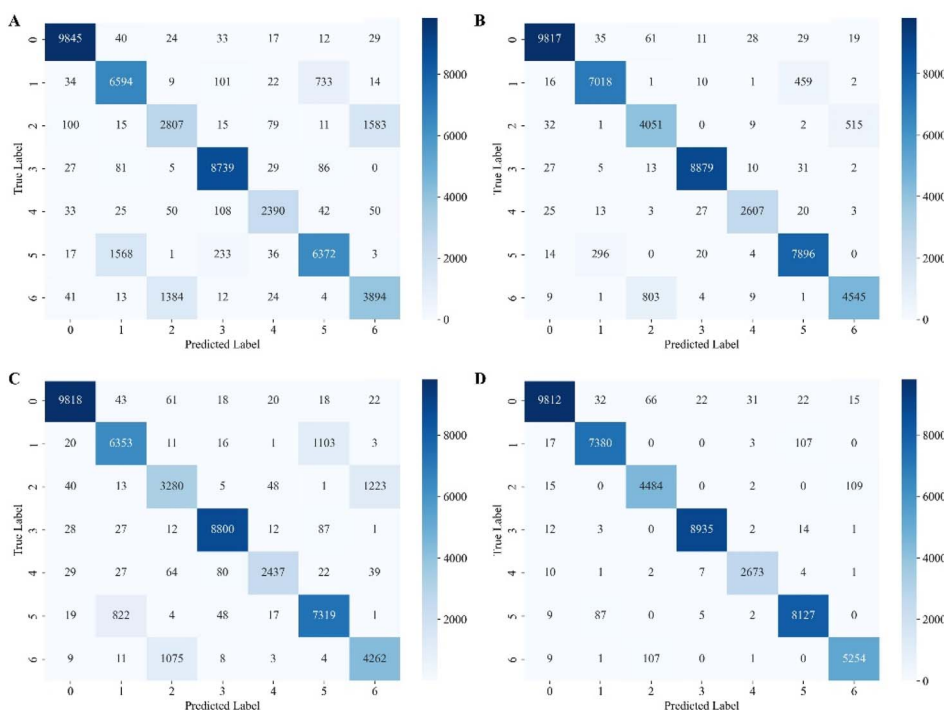 A
0 9845 40 24 33 17 12 29
1 34 6594 9 101 22 733 14
2 100 15 2807 15 79 11 1583
3 27 81 5 8739 29 86 0
4 33 25 50 108 2390 42 50
5 17 1568 1 233 36 6372 3
6 41 13 1384 12 24 4 3894
0 1 2 3 4 5 6
Predicted Label
True Label
8000
6000
4000
2000
0
B
0 9817 35 61 11 28 29 19
1 16 7018 1 10 1 459 2
2 32 1 4051 0 9 2 515
3 27 5 13 8879 10 31 2
4 25 13 3 27 2607 20 3
5 14 296 0 20 4 7896 0
6 9 1 803 4 9 1 4545
0 1 2 3 4 5 6
Predicted Label
True Label
8000
6000
4000
2000
0
C
0 9818 43 61 18 20 18 22
1 20 6353 11 16 1 1103 3
2 40 13 3280 5 48 1 1223
3 28 27 12 8800 12 87 1
4 29 27 64 80 2437 22 39
5 19 822 4 48 17 7319 1
6 9 11 1075 8 3 4 4262
0 1 2 3 4 5 6
Predicted Label
True Label
8000
6000
4000
2000
D
0 9812 32 66 22 31 22 15
1 17 7380 0 0 3 107 0
2 15 0 4484 0 2 0 109
3 12 3 0 8935 2 14 1
4 10 1 2 7 2673 4 1
5 9 87 0 5 2 8127 0
6 9 1 107 0 1 0 5254
0 1 2 3 4 5 6
Predicted Label
True Label
8000
6000
4000
2000
0